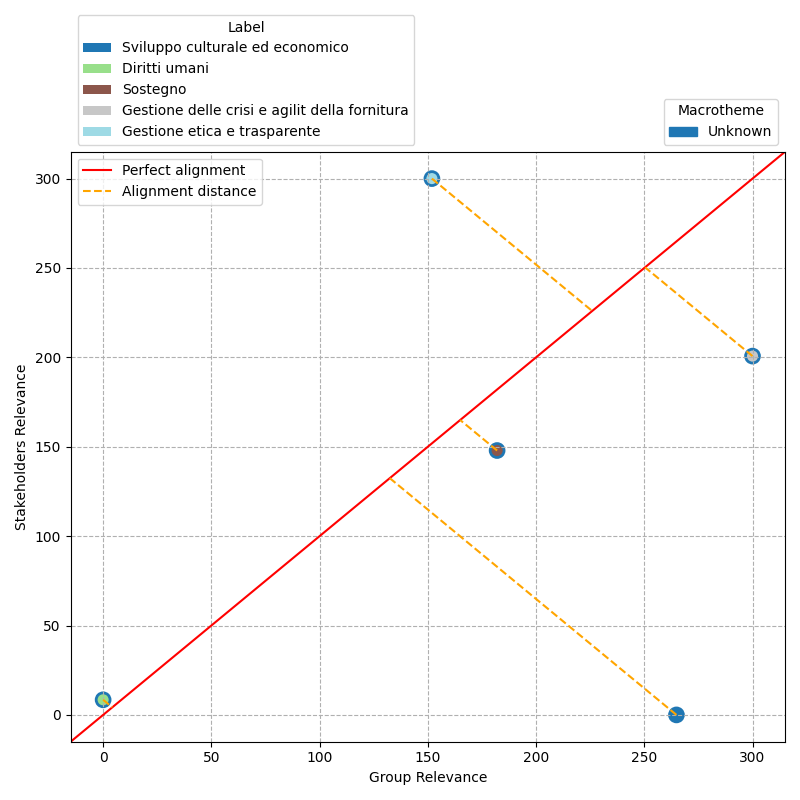 Label
Sviluppo culturale ed economico
Diritti umani
Sostegno
Gestione delle crisi e agilit della fornitura
Gestione etica e trasparente
Macrotheme
Unknown
Perfect alignment
Alignment distance
300
250
200
150
100
50
0
Stakeholders Relevance
0 50 100 150 200 250 300
Group Relevance